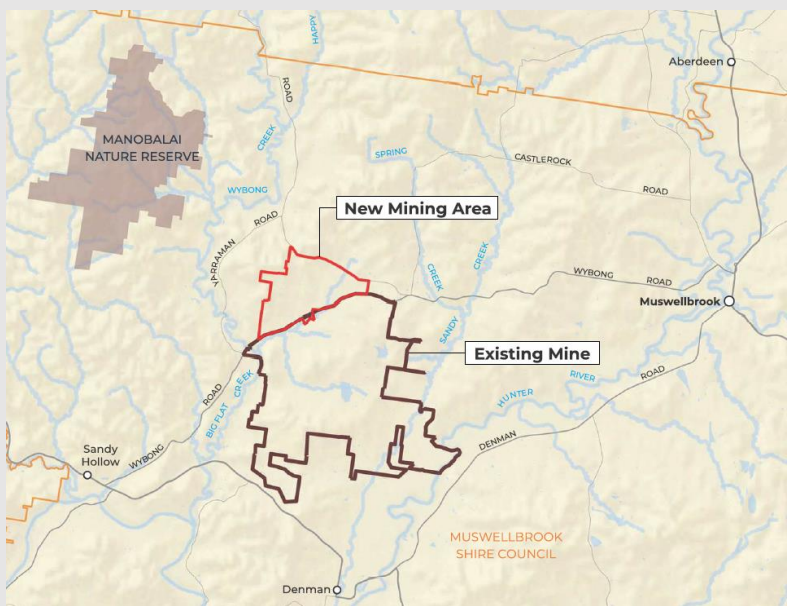 HAPPY
CREEK
ROAD
Aberdeen
MANOBALAI
NATURE RESERVE
SPRING
CREEK
CASTLEROCK
ROAD
WYBONG
YARRAMAN
ROAD
New Mining Area
SANDY
CREEK
WYBONG
ROAD
Muswellbrook
Existing Mine
HUNTER
RIVER
DENMAN
ROAD
BIG FLAT
CREEK
WYBONG
ROAD
Sandy
Hollow
MUSWELLBROOK
SHIRE COUNCIL
Denman